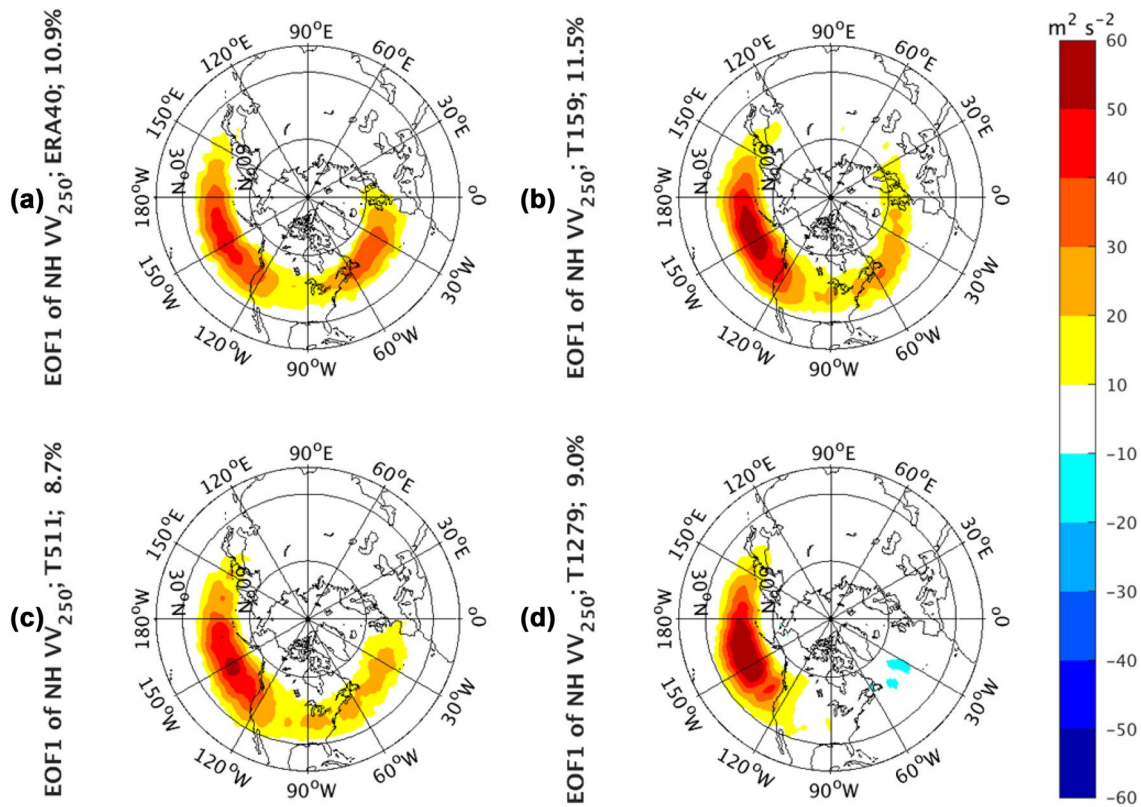 (a)
EOF1 of NH VV250; ERA40; 10.9%
90°E
60°E
30°E
0
30°W
60°W
90°W
120°W
150°W
180°W
150°E
120°E
30°N
60°N
(b)
EOF1 of NH VV250; T159; 11.5%
90°E
60°E
30°E
0
30°W
60°W
90°W
120°W
150°W
180°W
150°E
120°E
30°N
60°N
m² s⁻²
60
50
40
30
20
10
−10
−20
−30
−40
−50
−60
(c)
EOF1 of NH VV250; T511; 8.7%
90°E
60°E
30°E
0
30°W
60°W
90°W
120°W
150°W
180°W
150°E
120°E
30°N
60°N
(d)
EOF1 of NH VV250; T1279; 9.0%
90°E
60°E
30°E
0
30°W
60°W
90°W
120°W
150°W
180°W
150°E
120°E
30°N
60°N